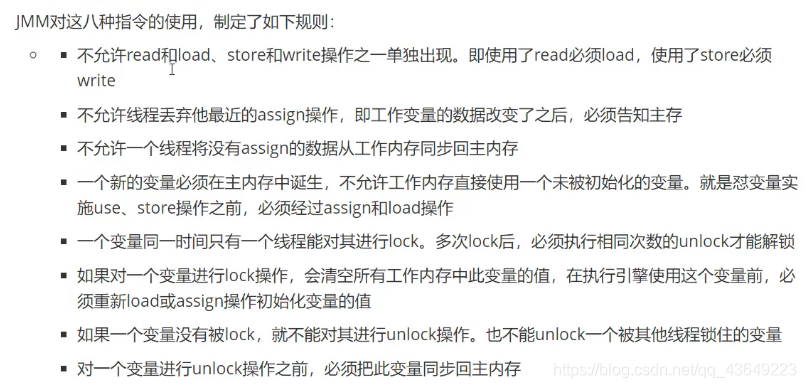 JMM对这八种指令的使用，制定了如下规则：
不允许read和load、store和write操作之一单独出现。即使用了read必须load，使用了store必须
write
不允许线程丢弃他最近的assign操作，即工作变量的数据改变了之后，必须告知主存
不允许一个线程将没有assign的数据从工作内存同步回主内存
一个新的变量必须在主内存中诞生，不允许工作内存直接使用一个未被初始化的变量。就是怼变量实
施use、store操作之前，必须经过assign和load操作
一个变量同一时间只有一个线程能对其进行lock。多次lock后，必须执行相同次数的unlock才能解锁
如果对一个变量进行lock操作，会清空所有工作内存中此变量的值，在执行引擎使用这个变量前，必
须重新load或assign操作初始化变量的值
如果一个变量没有被lock，就不能对其进行unlock操作。也不能unlock一个被其他线程锁住的变量
对一个变量进行unlock操作之前，必须把此变量同步回主内存
https://blog.csdn.net/qq_43649223